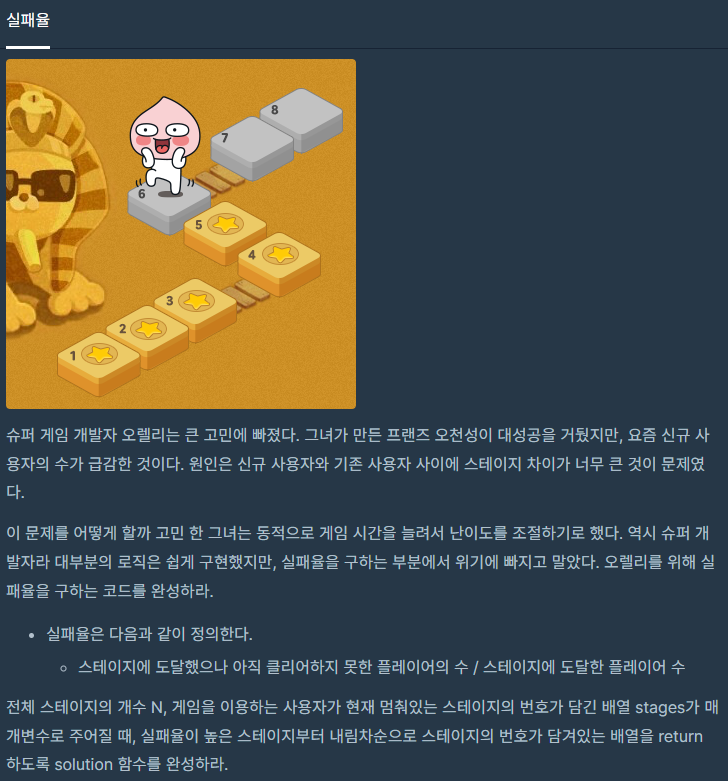 실패율
8
7
6
5
4
3
2
1
슈퍼 게임 개발자 오렐리는 큰 고민에 빠졌다. 그녀가 만든 프랜즈 오천성이 대성공을 거뒀지만, 요즘 신규 사
용자의 수가 급감한 것이다. 원인은 신규 사용자와 기존 사용자 사이에 스테이지 차이가 너무 큰 것이 문제였
다.
이 문제를 어떻게 할까 고민 한 그녀는 동적으로 게임 시간을 늘려서 난이도를 조절하기로 했다. 역시 슈퍼 개
발자라 대부분의 로직은 쉽게 구현했지만, 실패율을 구하는 부분에서 위기에 빠지고 말았다. 오렐리를 위해 실
패율을 구하는 코드를 완성하라.
• 실패율은 다음과 같이 정의한다.
◦ 스테이지에 도달했으나 아직 클리어하지 못한 플레이어의 수 / 스테이지에 도달한 플레이어 수
전체 스테이지의 개수 N, 게임을 이용하는 사용자가 현재 멈춰있는 스테이지의 번호가 담긴 배열 stages가 매
개변수로 주어질 때, 실패율이 높은 스테이지부터 내림차순으로 스테이지의 번호가 담겨있는 배열을 return
하도록 solution 함수를 완성하라.